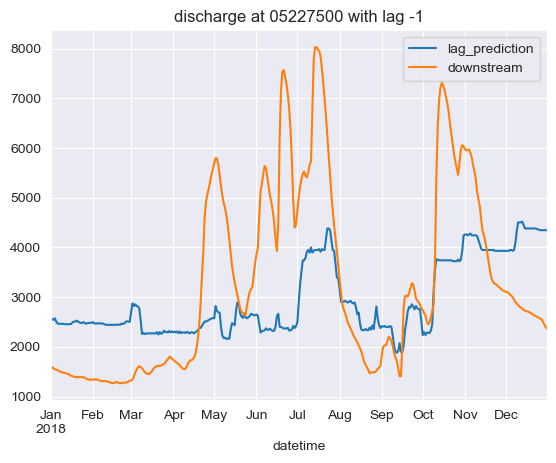 discharge at 05227500 with lag -1
lag_prediction
downstream
8000
7000
6000
5000
4000
3000
2000
1000
Jan Feb Mar Apr May Jun Jul Aug Sep Oct Nov Dec
2018
datetime